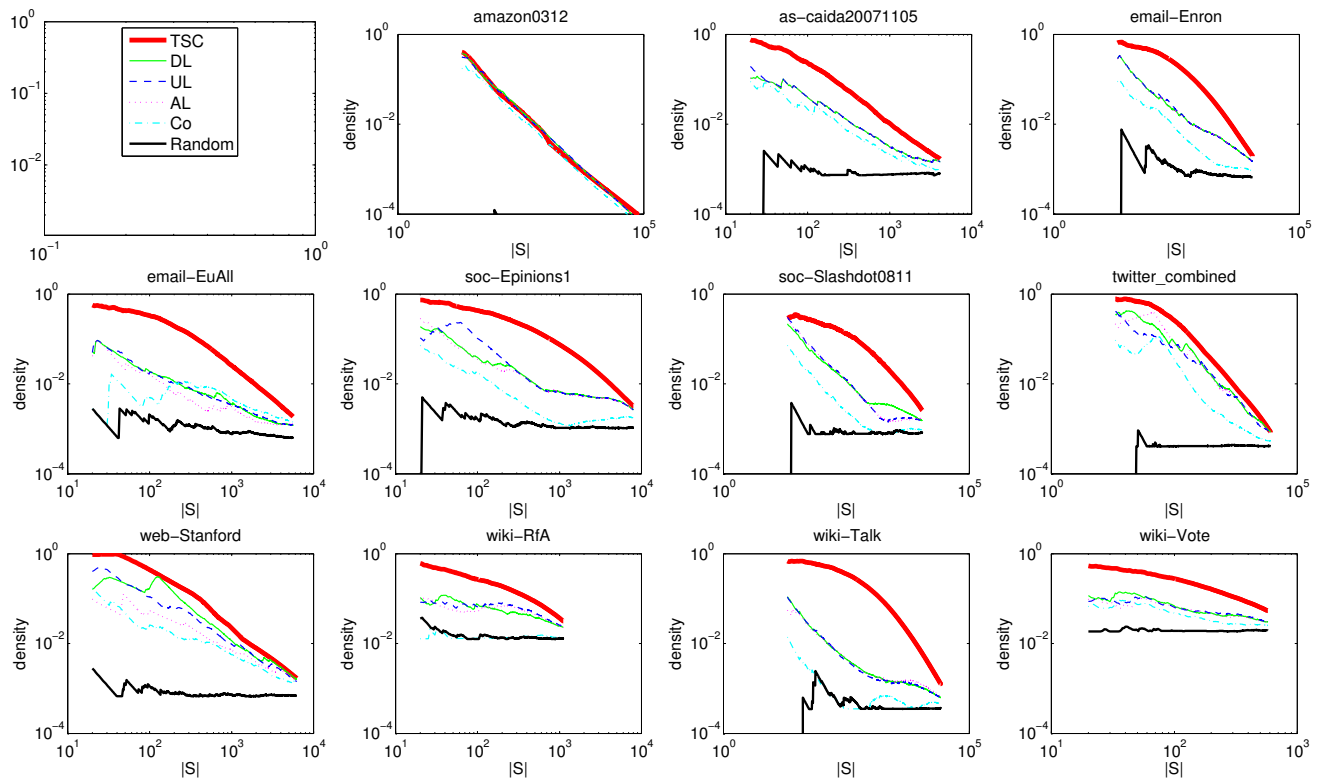 10^0
10^-1
10^-2
10^-1
10^0
TSC
DL
UL
AL
Co
Random
amazon0312
10^0
10^-2
10^-4
density
10^0
10^5
|S|
as-caida20071105
10^0
10^-2
10^-4
density
10^1
10^2
10^3
10^4
|S|
email-Enron
10^0
10^-2
10^-4
density
10^0
10^5
|S|
email-EuAll
10^0
10^-2
10^-4
density
10^1
10^2
10^3
10^4
|S|
soc-Epinions1
10^0
10^-2
10^-4
density
10^1
10^2
10^3
10^4
|S|
soc-Slashdot0811
10^0
10^-2
10^-4
density
10^0
10^5
|S|
twitter_combined
10^0
10^-2
10^-4
density
10^0
10^5
|S|
web-Stanford
10^0
10^-2
10^-4
density
10^1
10^2
10^3
10^4
|S|
wiki-RfA
10^0
10^-2
10^-4
density
10^1
10^2
10^3
10^4
|S|
wiki-Talk
10^0
10^-2
10^-4
density
10^0
10^5
|S|
wiki-Vote
10^0
10^-2
10^-4
density
10^1
10^2
10^3
|S|